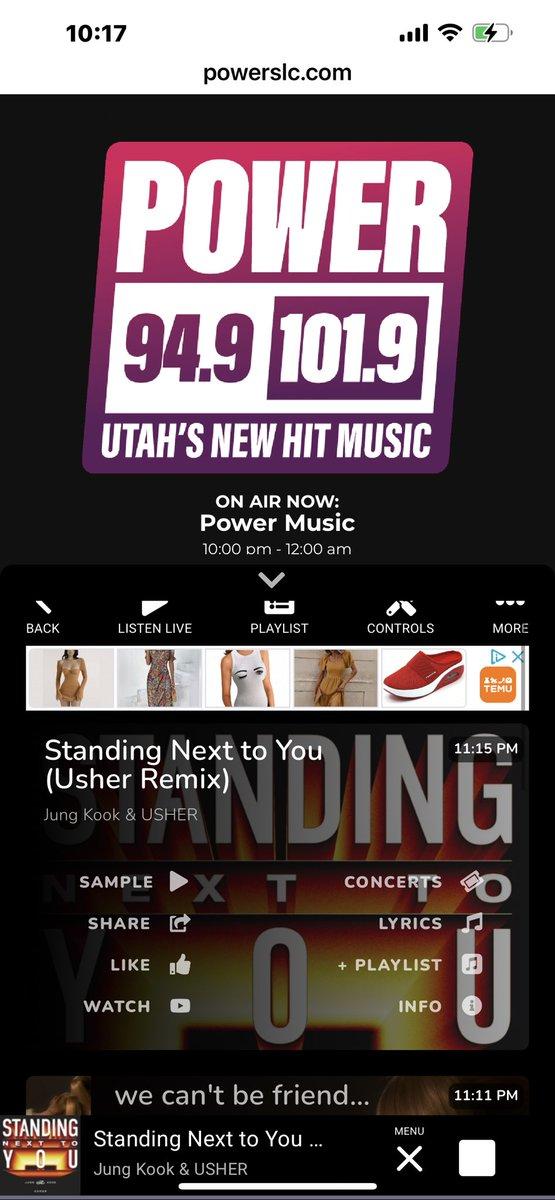 10:17
powerslc.com
POWER
94.9 101.9
UTAH'S NEW HIT MUSIC
ON AIR NOW:
Power Music
10:00 pm - 12:00 am
BACK
LISTEN LIVE
PLAYLIST
CONTROLS
MORE
TEMU
Standing Next to You
(Usher Remix)
11:15 PM
Jung Kook & USHER
STANDING
NEXT TO
YOU
SAMPLE
CONCERTS
SHARE
LYRICS
LIKE
+ PLAYLIST
WATCH
INFO
we can't be friend...
11:11 PM
STANDING
NEXT TO
YOU
Standing Next to You ...
Jung Kook & USHER
MENU